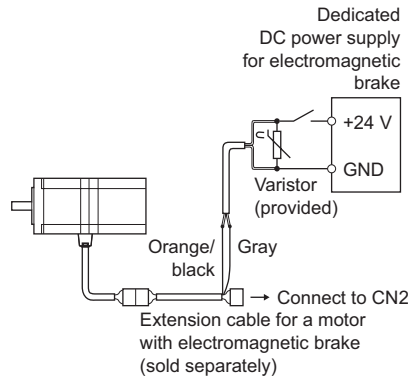 Dedicated
DC power supply
for electromagnetic
brake
+24 V
U
GND
Varistor
(provided)
Orange/
black
Gray
→ Connect to CN2
Extension cable for a motor
with electromagnetic brake
(sold separately)